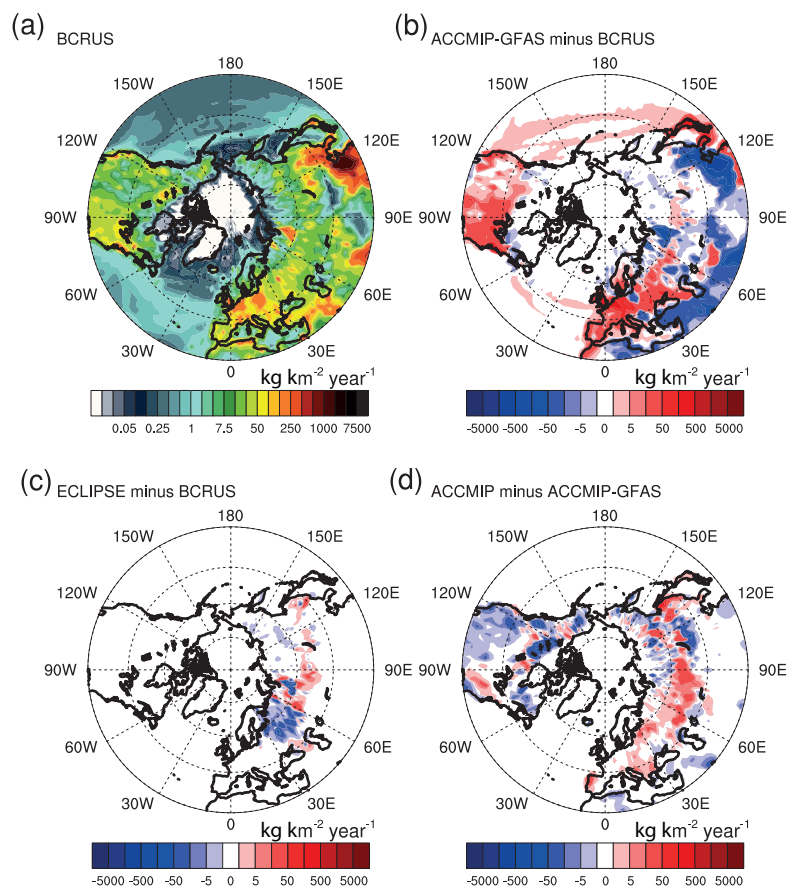 (a) BCRUS
180
150W 150E
120W 120E
90W 90E
60W 60E
30W 30E
0
kg km-2 year-1
0.05 0.25 1 7.5 50 250 1000 7500
(b) ACCMIP-GFAS minus BCRUS
180
150W 150E
120W 120E
90W 90E
60W 60E
30W 30E
0
kg km-2 year-1
-5000 -500 -50 -5 0 5 50 500 5000
(c) ECLIPSE minus BCRUS
180
150W 150E
120W 120E
90W 90E
60W 60E
30W 30E
0
kg km-2 year-1
-5000 -500 -50 -5 0 5 50 500 5000
(d) ACCMIP minus ACCMIP-GFAS
180
150W 150E
120W 120E
90W 90E
60W 60E
30W 30E
0
kg km-2 year-1
-5000 -500 -50 -5 0 5 50 500 5000